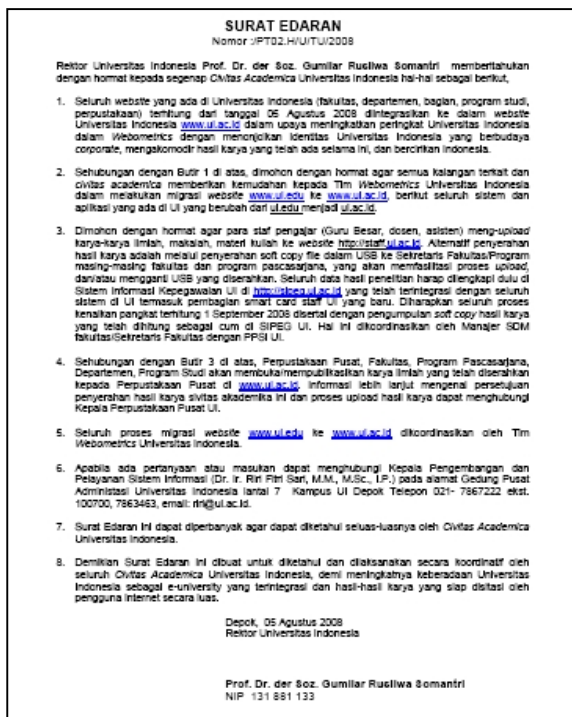 SURAT EDARAN
Nomor :/PT02.H/U/TU/2008
Rektor Universitas Indonesia Prof. Dr. der Soz. Gumilar Rusliwa Somantri memberitahukan
dengan hormat kepada segenap Civitas Academica Universitas Indonesia hal-hal sebagai berikut,
1. Seluruh website yang ada di Universitas Indonesia (fakultas, departemen, bagian, program studi,
perpustakaan) terhitung dari tanggal 05 Agustus 2008 diintegrasikan ke dalam website
Universitas Indonesia www.ui.ac.id dalam upaya meningkatkan peringkat Universitas Indonesia
dalam Webometrics dengan menonjolkan identitas Universitas Indonesia yang berbudaya
corporate, mengakomodir hasil karya yang telah ada selama ini, dan bercirikan Indonesia.
2. Sehubungan dengan Butir 1 di atas, dimohon dengan hormat agar semua kalangan terkait dan
civitas academica memberikan kemudahan kepada Tim Webometrics Universitas Indonesia
dalam melakukan migrasi website www.ui.edu ke www.ui.ac.id, berikut seluruh sistem dan
aplikasi yang ada di UI yang berubah dari ui.edu menjadi ui.ac.id.
3. Dimohon dengan hormat agar para staf pengajar (Guru Besar, dosen, asisten) meng-upload
karya-karya ilmiah, makalah, materi kuliah ke website http://staff.ui.ac.id. Alternatif penyerahan
hasil karya adalah melalui penyerahan soft copy file dalam USB ke Sekretaris Fakultas/Program
masing-masing fakultas dan program pascasarjana, yang akan memfasilitasi proses upload,
dan/atau mengganti USB yang diserahkan. Seluruh data hasil penelitian harap dilengkapi dulu di
Sistem Informasi Kepegawaian UI di http://sipeg.ui.ac.id yang telah terintegrasi dengan seluruh
sistem di UI termasuk pembagian smart card staff UI yang baru. Diharapkan seluruh proses
kenaikan pangkat terhitung 1 September 2008 disertai dengan pengumpulan soft copy hasil karya
yang telah dihitung sebagai cum di SIPEG UI. Hal ini dikoordinasikan oleh Manajer SDM
fakultas/Sekretaris Fakultas dengan PPSI UI.
4. Sehubungan dengan Butir 3 di atas, Perpustakaan Pusat, Fakultas, Program Pascasarjana,
Departemen, Program Studi akan membuka/mempublikasikan karya ilmiah yang telah diserahkan
kepada Perpustakaan Pusat di www.ui.ac.id. Informasi lebih lanjut mengenai persetujuan
penyerahan hasil karya sivitas akademika ini dan proses upload hasil karya dapat menghubungi
Kepala Perpustakaan Pusat UI.
5. Seluruh proses migrasi website www.ui.edu ke www.ui.ac.id dikoordinasikan oleh Tim
Webometrics Universitas Indonesia.
6. Apabila ada pertanyaan atau masukan dapat menghubungi Kepala Pengembangan dan
Pelayanan Sistem Informasi (Dr. Ir. Riri Fitri Sari, M.M., M.Sc., I.P.) pada alamat Gedung Pusat
Administasi Universitas Indonesia lantai 7 Kampus UI Depok Telepon 021- 7867222 ekst.
100700, 7863463, email: riri@ui.ac.id.
7. Surat Edaran ini dapat diperbanyak agar dapat diketahui seluas-luasnya oleh Civitas Academica
Universitas Indonesia.
8. Demikian Surat Edaran ini dibuat untuk diketahui dan dilaksanakan secara koordinatif oleh
seluruh Civitas Academica Universitas Indonesia, demi meningkatnya keberadaan Universitas
Indonesia sebagai e-university yang terintegrasi dan hasil-hasil karya yang siap disitasi oleh
pengguna internet secara luas.
Depok, 05 Agustus 2008
Rektor Universitas Indonesia
Prof. Dr. der Soz. Gumilar Rusliwa Somantri
NIP 131 881 133